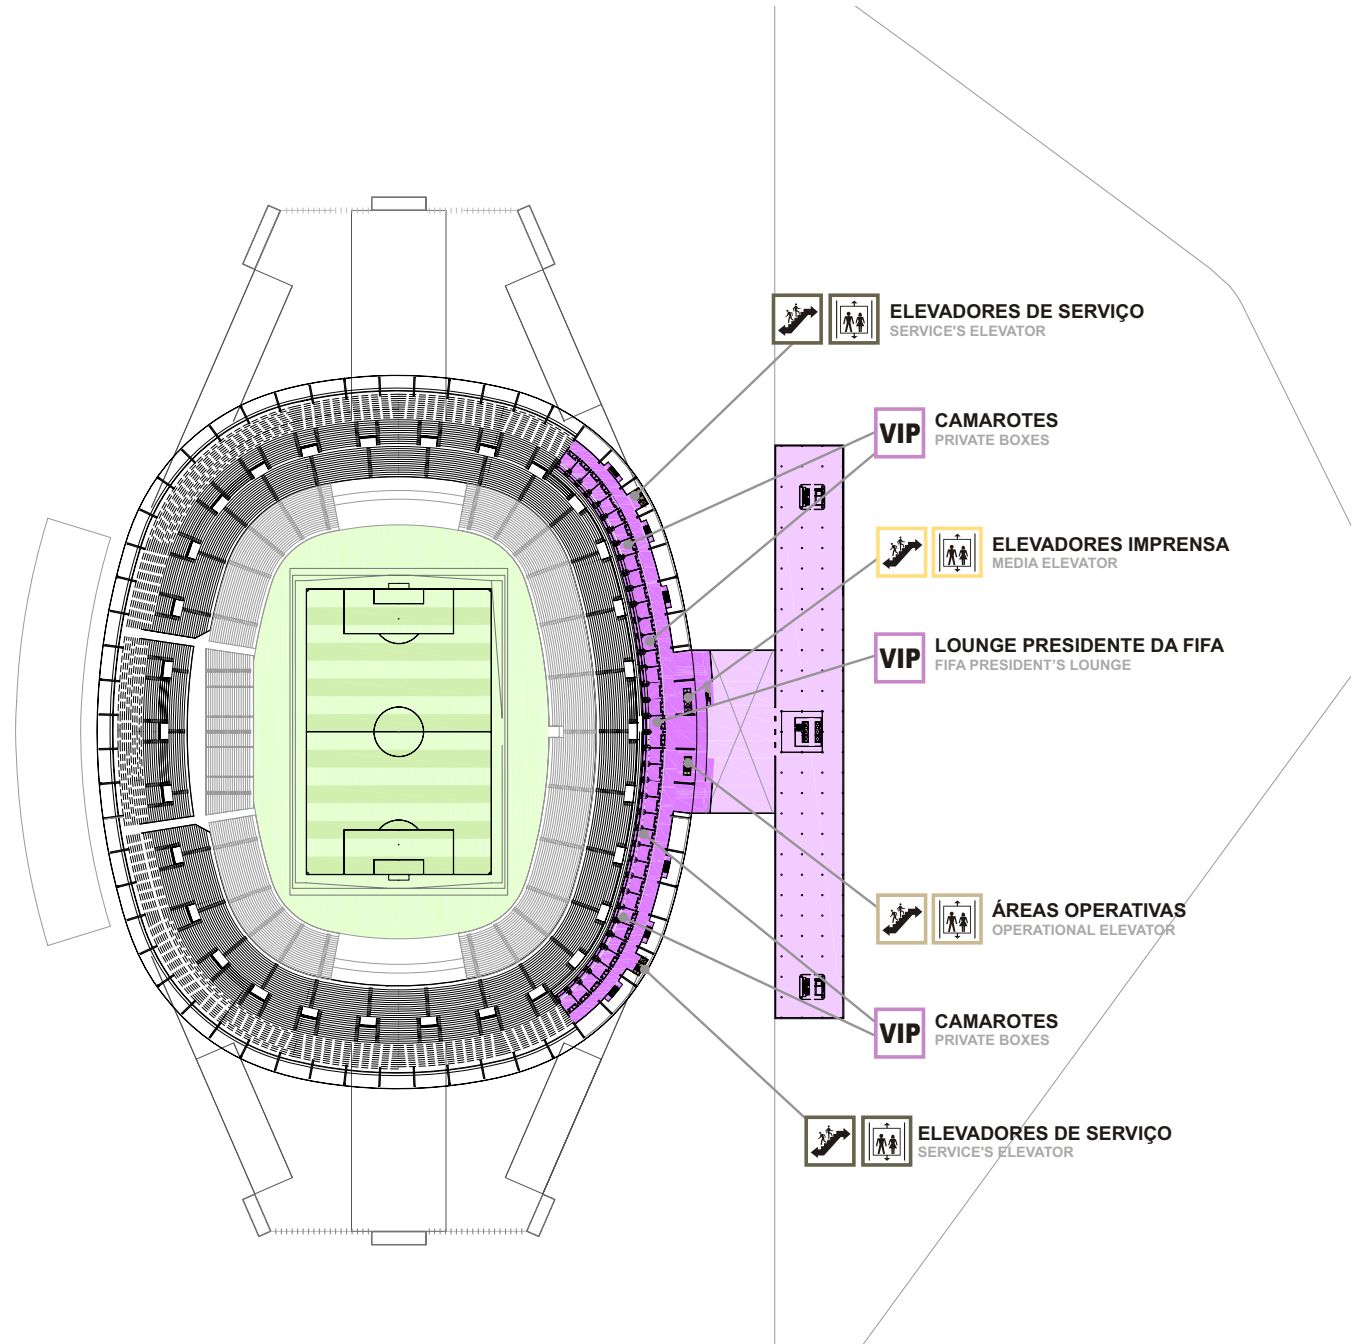 ELEVADORES DE SERVIÇO
SERVICE'S ELEVATOR
VIP
CAMAROTES
PRIVATE BOXES
ELEVADORES IMPRENSA
MEDIA ELEVATOR
VIP
LOUNGE PRESIDENTE DA FIFA
FIFA PRESIDENT'S LOUNGE
ÁREAS OPERATIVAS
OPERATIONAL ELEVATOR
VIP
CAMAROTES
PRIVATE BOXES
ELEVADORES DE SERVIÇO
SERVICE'S ELEVATOR